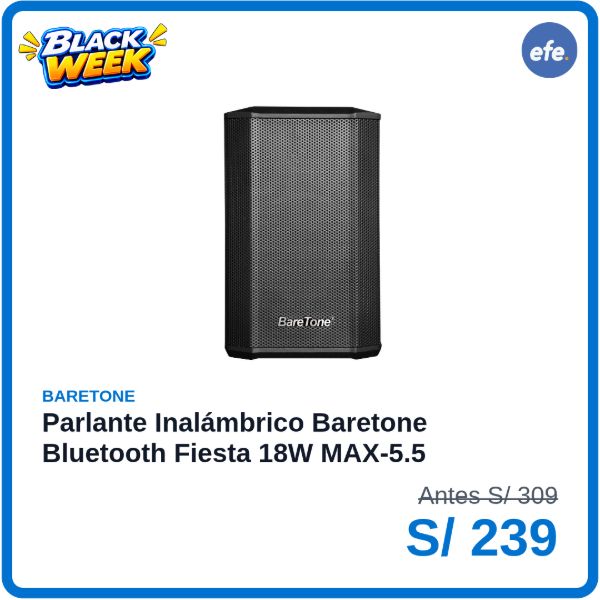 BLACK
WEEK
efe.
BareTone
BARETONE
Parlante Inalámbrico Baretone
Bluetooth Fiesta 18W MAX-5.5
Antes S/ 309
S/ 239